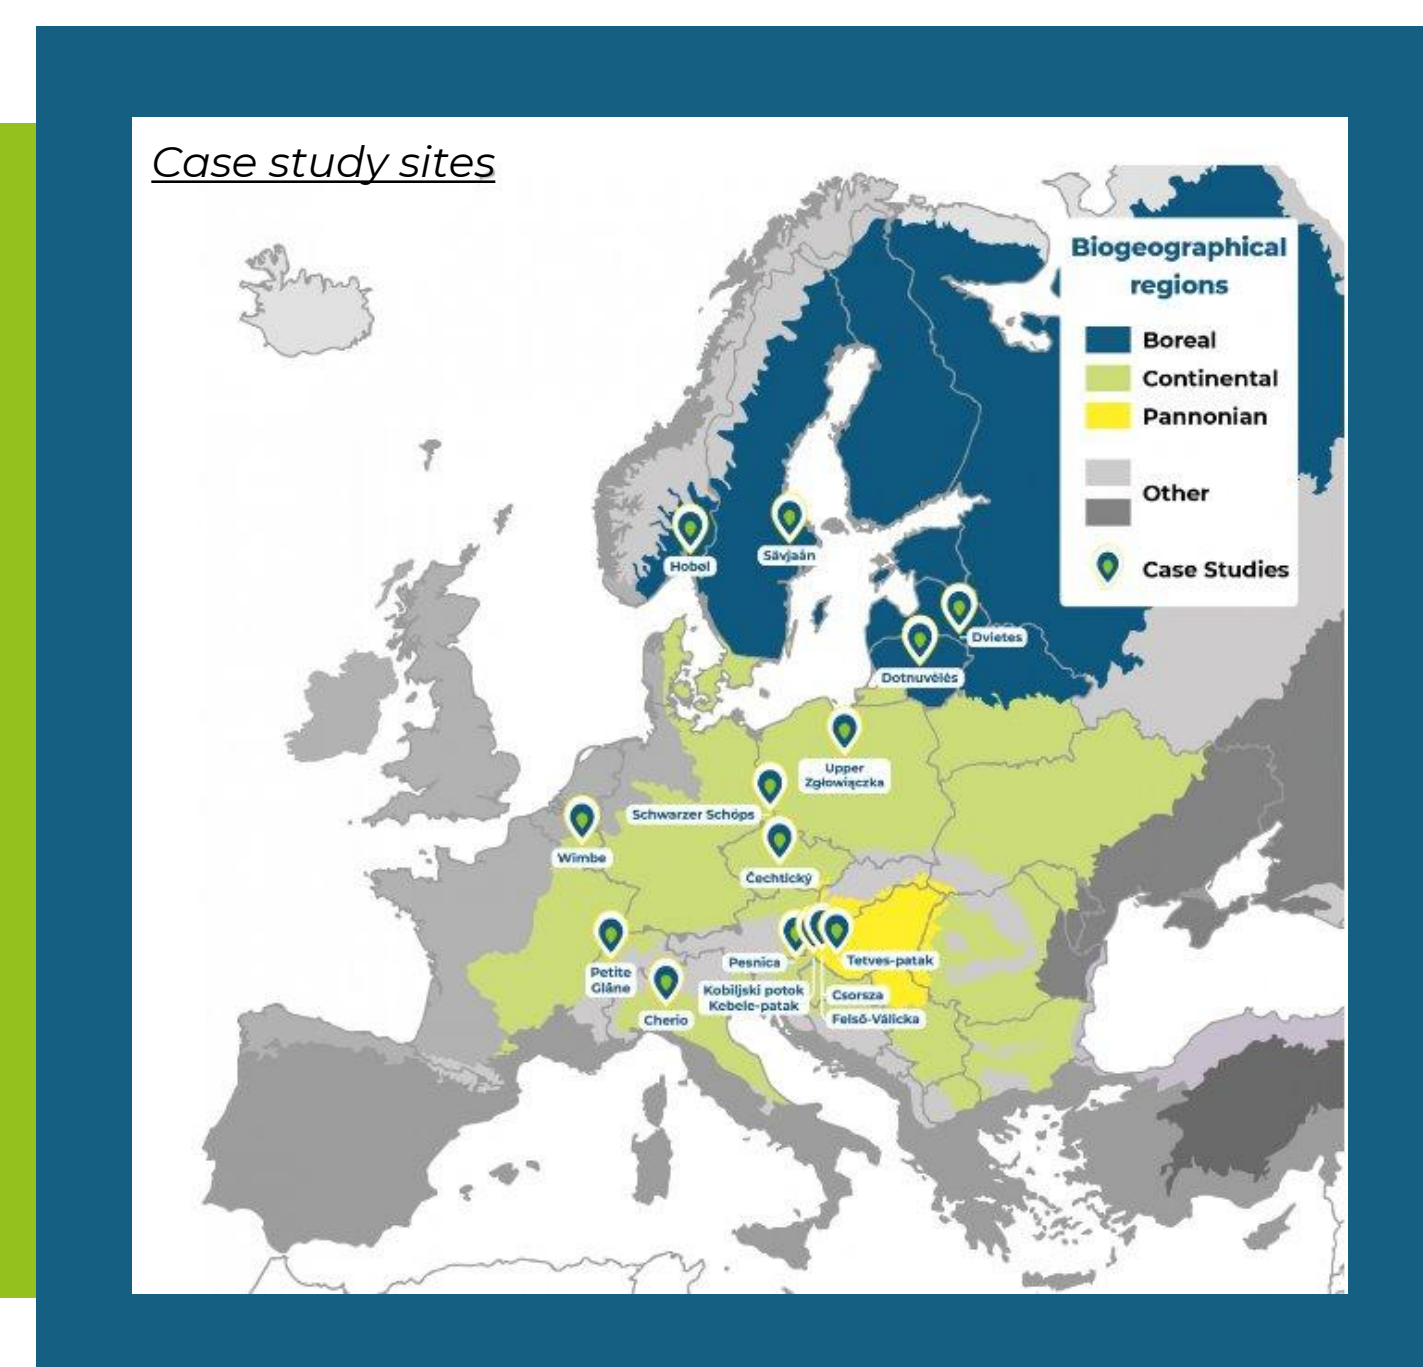 Case study sites
Biogeographical
regions
Boreal
Continental
Pannonian
Other
Case Studies
Hobøl
Sävjaån
Dvietes
Dotnuvėlės
Upper
Zgłowiączka
Schwarzer Schöps
Wimbe
Čechtický
Petite
Glâne
Cherio
Pesnica
Tetves-patak
Kobiljski potok
Kebele-patak
Csorsza
Felső-Válicka